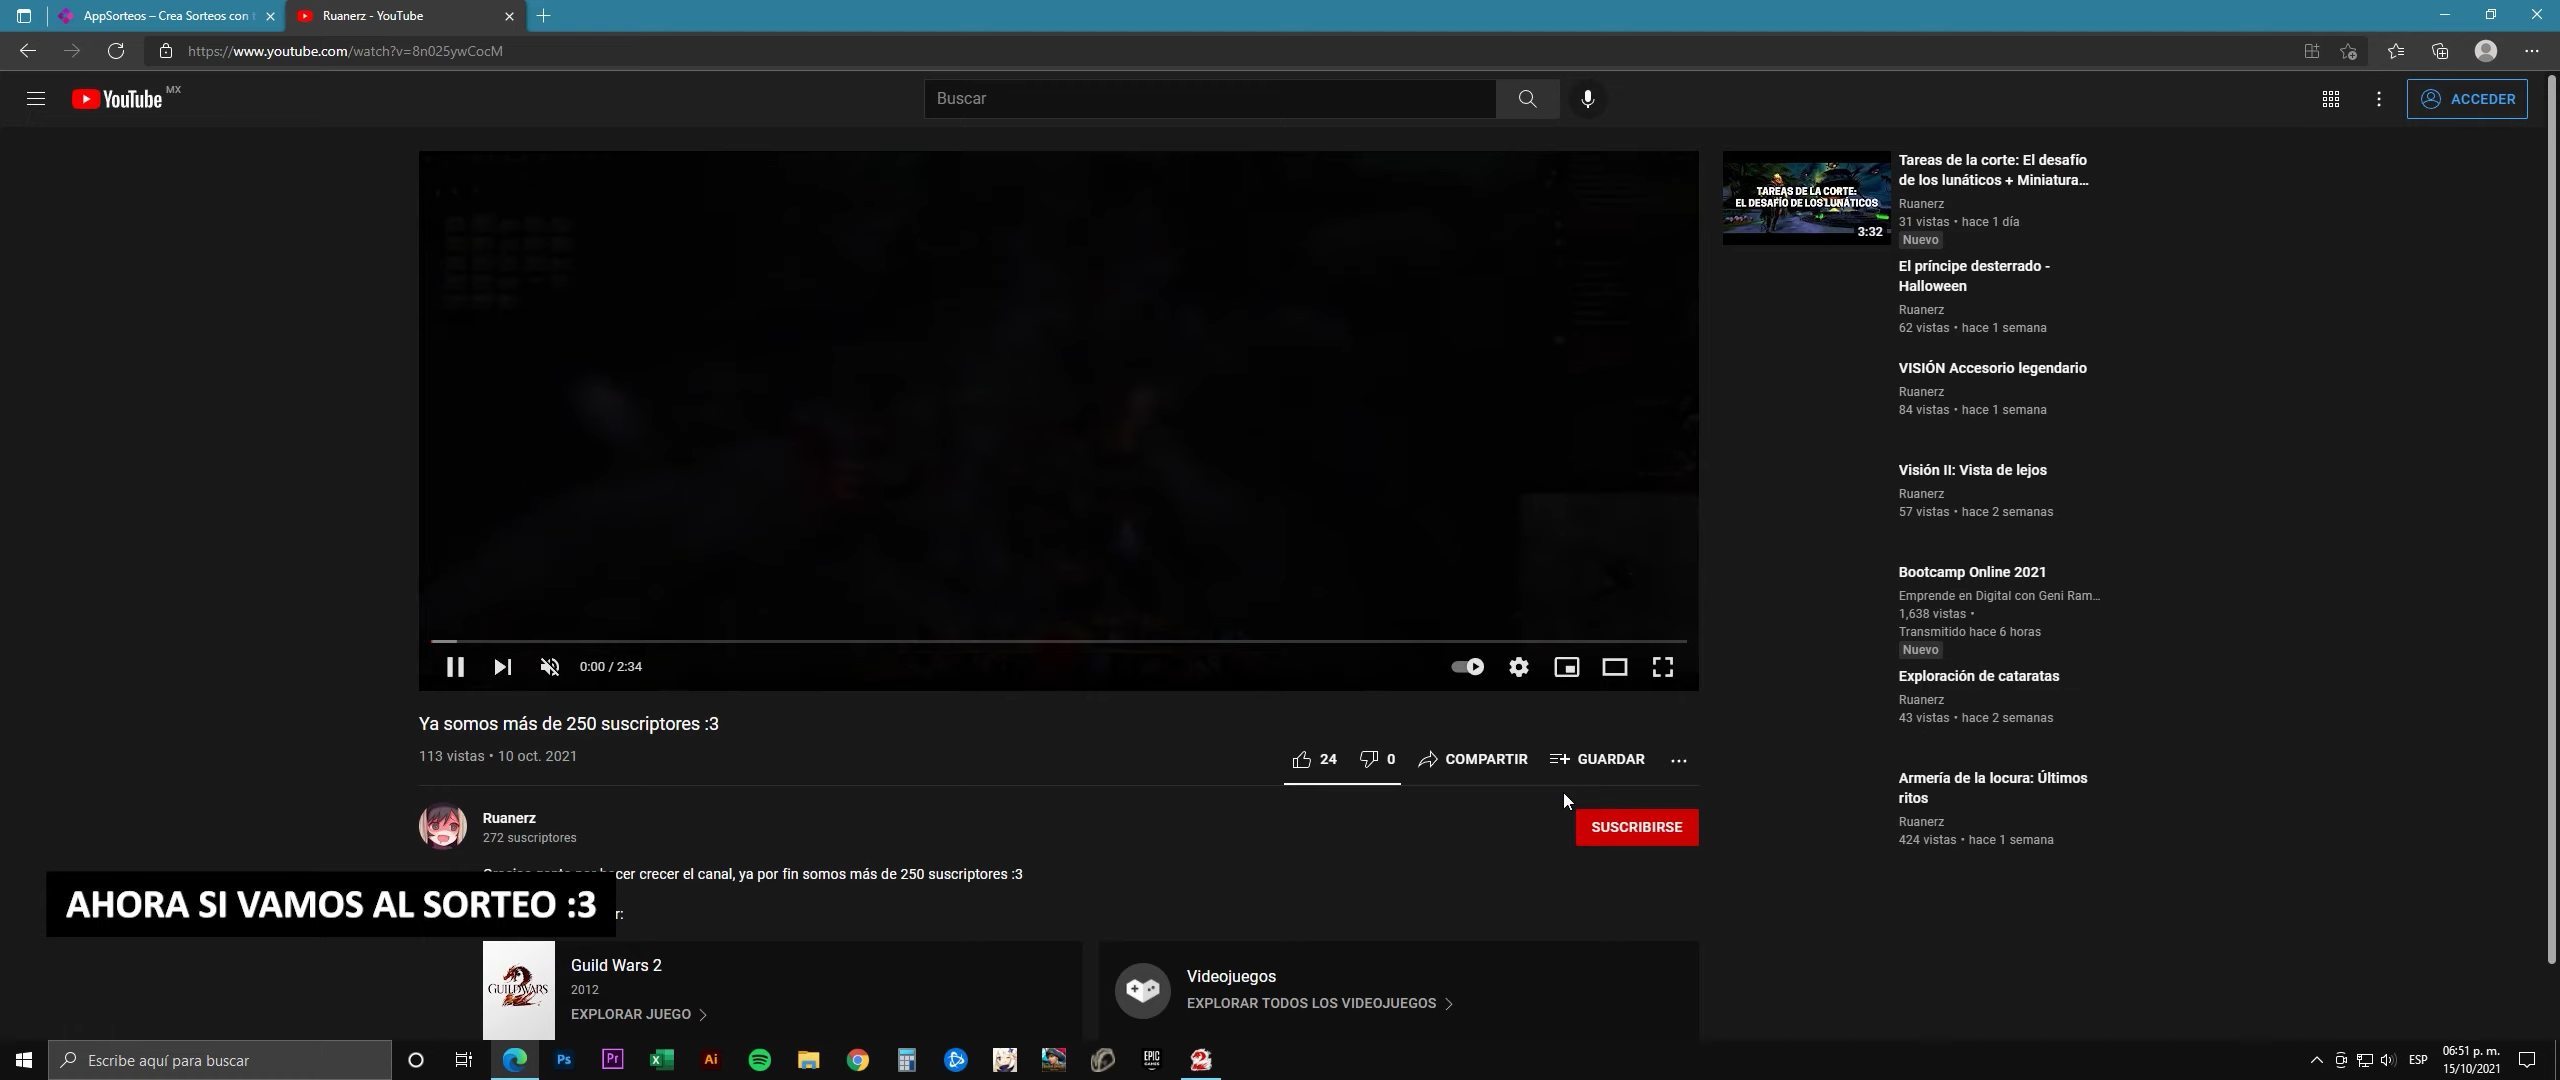 AppSorteos – Crea Sorteos con
Ruanerz - YouTube
https://www.youtube.com/watch?v=8n025ywCocM
YouTube MX
Buscar
ACCEDER
TAREAS DE LA CORTE:
EL DESAFÍO DE LOS LUNÁTICOS
3:32
Tareas de la corte: El desafío
de los lunáticos + Miniatura...
Ruanerz
31 vistas • hace 1 día
Nuevo
El príncipe desterrado -
Halloween
Ruanerz
62 vistas • hace 1 semana
VISIÓN Accesorio legendario
Ruanerz
84 vistas • hace 1 semana
Visión II: Vista de lejos
Ruanerz
57 vistas • hace 2 semanas
Bootcamp Online 2021
Emprende en Digital con Geni Ram...
1,638 vistas •
Transmitido hace 6 horas
Nuevo
Exploración de cataratas
Ruanerz
43 vistas • hace 2 semanas
Armería de la locura: Últimos
ritos
Ruanerz
424 vistas • hace 1 semana
0:00 / 2:34
Ya somos más de 250 suscriptores :3
113 vistas • 10 oct. 2021
24
0
COMPARTIR
GUARDAR
Ruanerz
272 suscriptores
SUSCRIBIRSE
crecer el canal, ya por fin somos más de 250 suscriptores :3
AHORA SI VAMOS AL SORTEO :3
r:
GUILD WARS 2
Guild Wars 2
2012
EXPLORAR JUEGO
Videojuegos
EXPLORAR TODOS LOS VIDEOJUEGOS
Escribe aquí para buscar
Ps
Pr
Ai
EPIC
GAMES
ESP
06:51 p. m.
15/10/2021